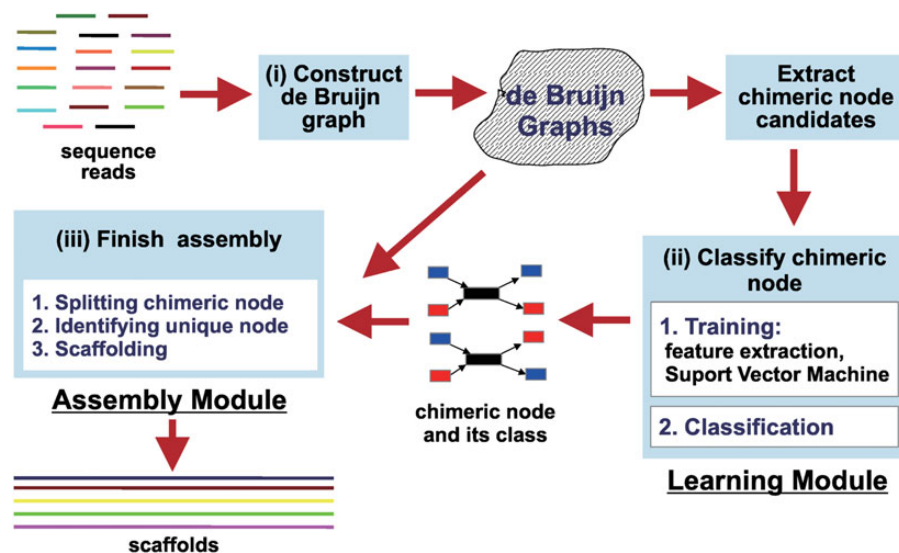 sequence
reads
(i) Construct
de Bruijn
graph
de Bruijn
Graphs
Extract
chimeric node
candidates
(ii) Classify chimeric
node
1. Training:
feature extraction,
Suport Vector Machine
2. Classification
Learning Module
chimeric node
and its class
(iii) Finish assembly
1. Splitting chimeric node
2. Identifying unique node
3. Scaffolding
Assembly Module
scaffolds